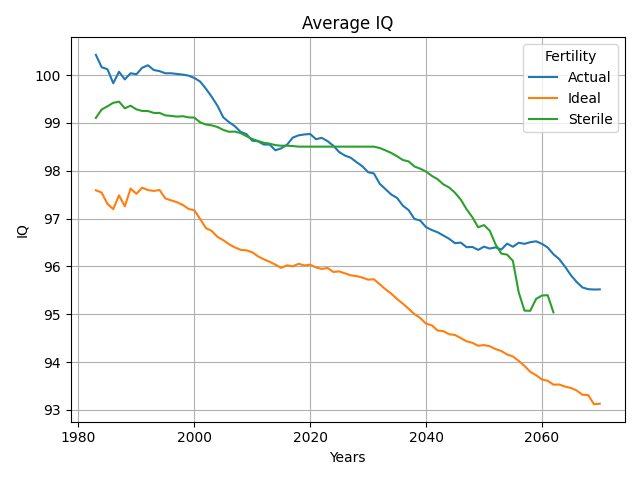 Average IQ
Fertility
Actual
Ideal
Sterile
IQ
100
99
98
97
96
95
94
93
1980
2000
2020
2040
2060
Years